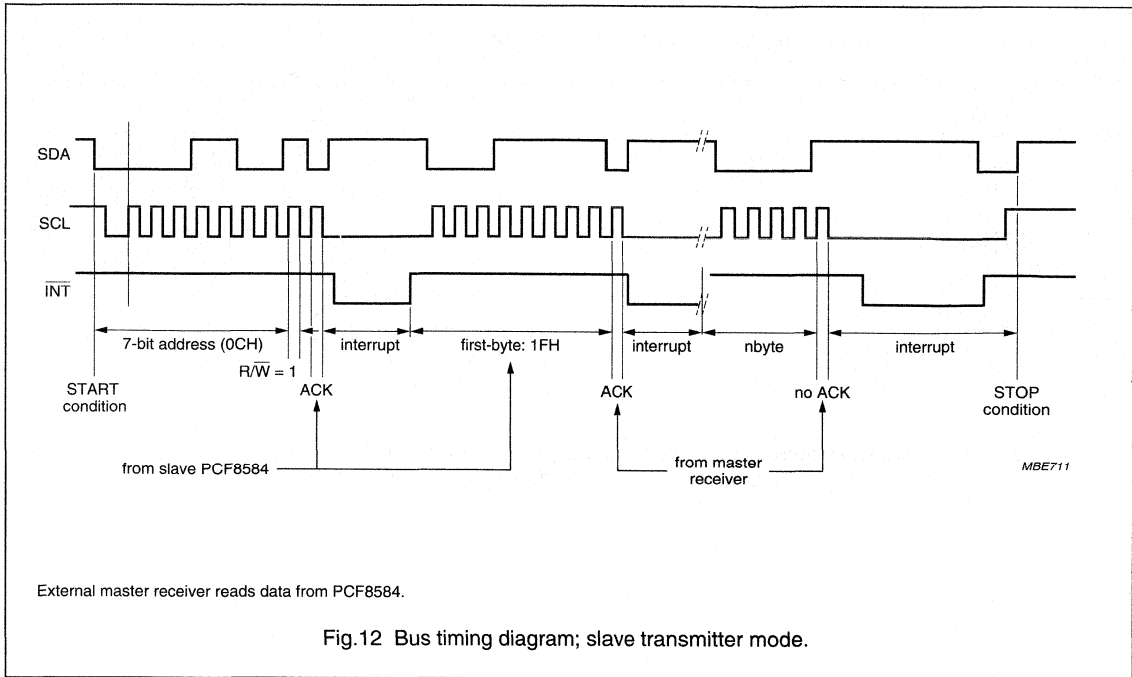 SDA
SCL
INT
7-bit address (0CH)
interrupt
first-byte: 1FH
interrupt
nbyte
interrupt
R/W = 1
START
condition
ACK
ACK
no ACK
STOP
condition
from slave PCF8584
from master
receiver
MBE711
External master receiver reads data from PCF8584.
Fig.12 Bus timing diagram; slave transmitter mode.